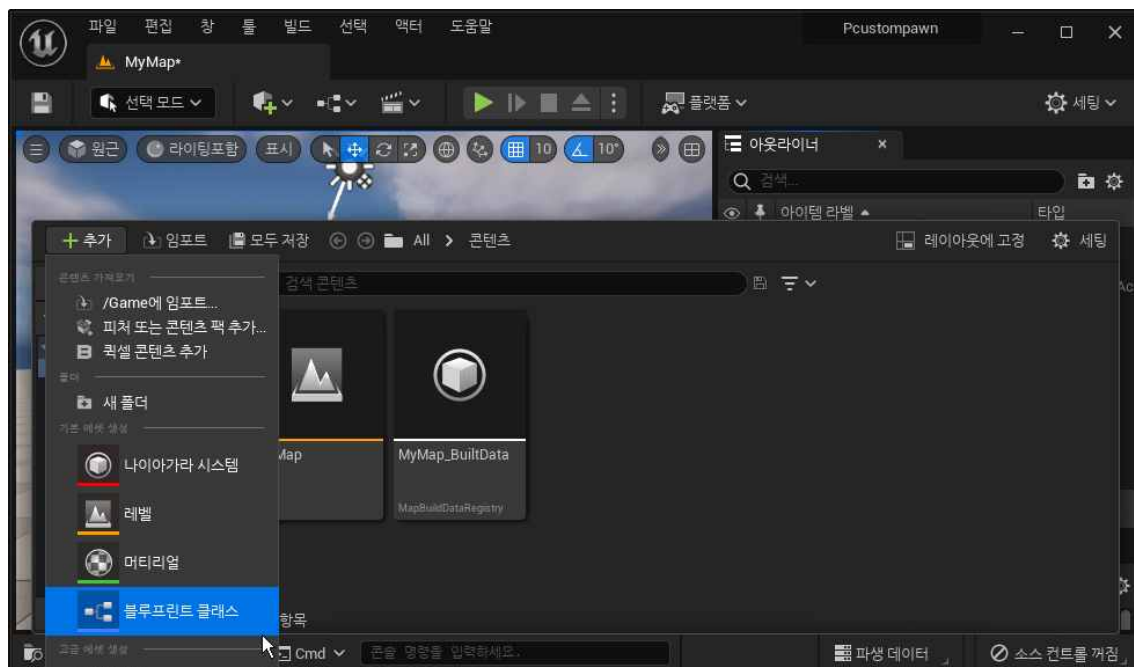 파일 편집 창 툴 빌드 선택 액터 도움말 Pcustompawn
MyMap*
선택 모드 플랫폼 세팅
원근 라이팅포함 표시 10 10° 아웃라이너
검색...
아이템 라벨 타입
추가 임포트 모두 저장 All 콘텐츠 레이아웃에 고정 세팅
콘텐츠 가져오기 검색 콘텐츠
/Game에 임포트...
피처 또는 콘텐츠 팩 추가...
퀵셀 콘텐츠 추가
폴더
새 폴더
기본 에셋 생성
나이아가라 시스템
Map MyMap_BuiltData
MapBuildDataRegistry
레벨
머티리얼
블루프린트 클래스
항목
고급 에셋 생성
Cmd 콘솔 명령을 입력하세요. 파생 데이터 소스 컨트롤 꺼짐